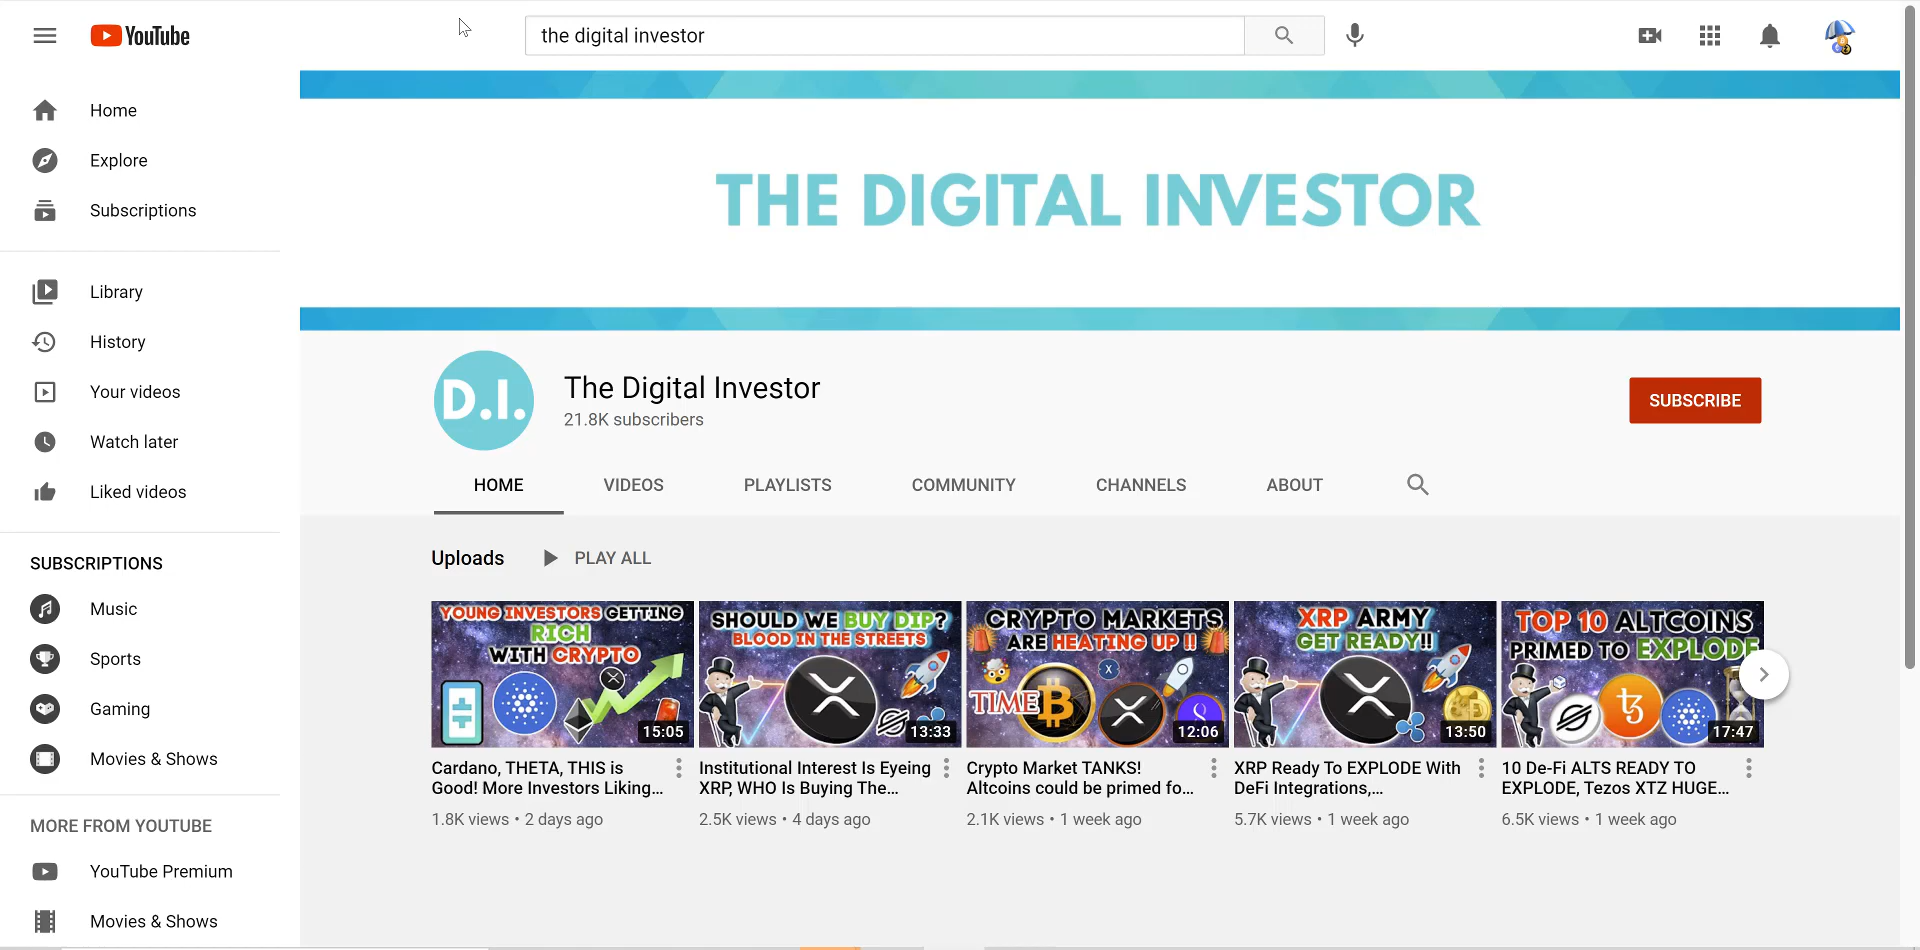 YouTube
the digital investor
Home
Explore
Subscriptions
Library
History
Your videos
Watch later
Liked videos
SUBSCRIPTIONS
Music
Sports
Gaming
Movies & Shows
MORE FROM YOUTUBE
YouTube Premium
Movies & Shows
THE DIGITAL INVESTOR
D.I.
The Digital Investor
21.8K subscribers
SUBSCRIBE
HOME VIDEOS PLAYLISTS COMMUNITY CHANNELS ABOUT
Uploads PLAY ALL
YOUNG INVESTORS GETTING
RICH
WITH CRYPTO
15:05
Cardano, THETA, THIS is
Good! More Investors Liking...
1.8K views • 2 days ago
SHOULD WE BUY DIP?
BLOOD IN THE STREETS
13:33
Institutional Interest Is Eyeing
XRP, WHO Is Buying The...
2.5K views • 4 days ago
CRYPTO MARKETS
ARE HEATING UP !!
TIME
12:06
Crypto Market TANKS!
Altcoins could be primed fo...
2.1K views • 1 week ago
XRP ARMY
GET READY!!
13:50
XRP Ready To EXPLODE With
DeFi Integrations,...
5.7K views • 1 week ago
TOP 10 ALTCOINS
PRIMED TO EXPLODE
17:47
10 De-Fi ALTS READY TO
EXPLODE, Tezos XTZ HUGE...
6.5K views • 1 week ago